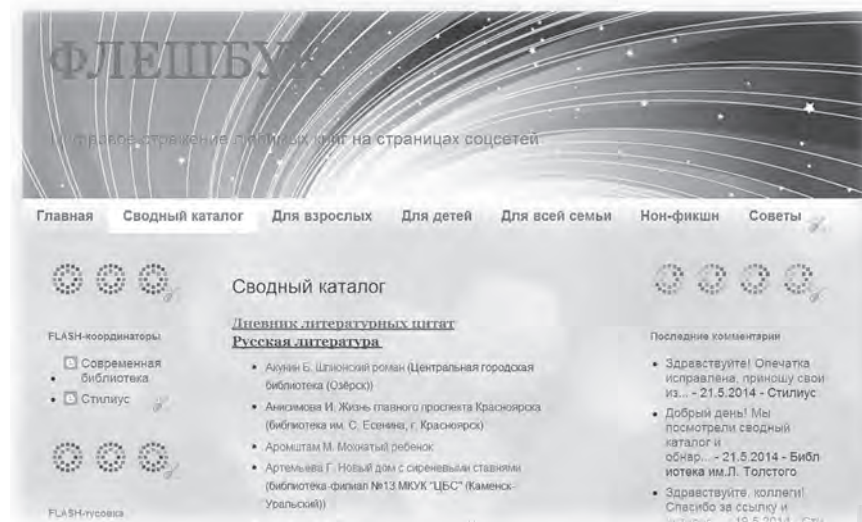 ФЛЕШБУК
отражение любимых книг на страницах соцсетей
Главная Сводный каталог Для взрослых Для детей Для всей семьи Нон-фикшн Советы
FLASH-координаторы
Современная
библиотека
Стилиус
FLASH-тусовка
Сводный каталог
Дневник литературных цитат
Русская литература
Акунин Б. Шпионский роман (Центральная городская
библиотека (Озёрск))
Анисимова И. Жизнь главного проспекта Красноярска
(библиотека им. С. Есенина, г. Красноярск)
Аромштам М. Мохнатый ребенок
Артемьева Г. Новый дом с сиреневыми ставнями
(библиотека-филиал №13 МКУК "ЦБС" (Каменск-
Уральский))
Последние комментарии
Здравствуйте! Опечатка
исправлена, приношу свои
из... - 21.5.2014 - Стилиус
Добрый день! Мы
посмотрели сводный
каталог и
обнар... - 21.5.2014 - Библ
иотека им.Л. Толстого
Здравствуйте, коллеги!
Спасибо за ссылку и